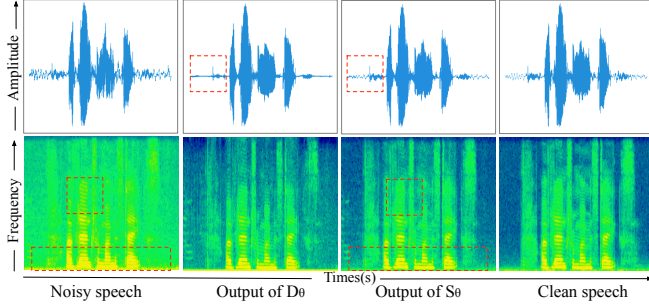 Amplitude
Frequency
Times(s)
Noisy speech
Output of Dθ
Output of Sθ
Clean speech